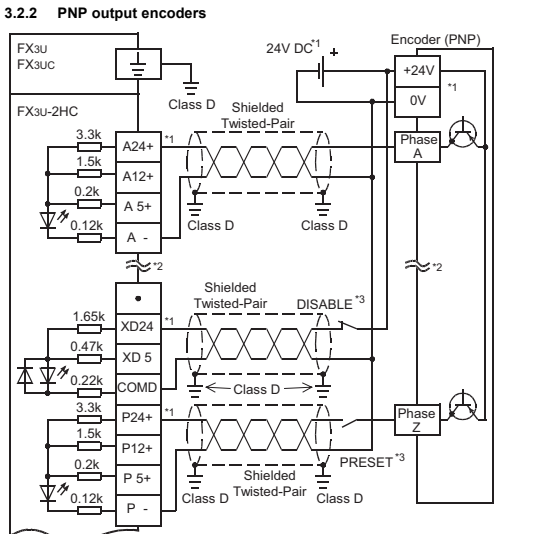 3.2.2 PNP output encoders
FX3U
FX3UC
24V DC*1 +
Encoder (PNP)
+24V
*1
0V
Class D
FX3U-2HC
Shielded
Twisted-Pair
3.3k A24+ *1
Phase
A
1.5k A12+
0.2k A 5+
0.12k A -
Class D Class D
*2 *2
Shielded
Twisted-Pair
DISABLE*3
1.65k XD24 *1
0.47k XD 5
0.22k COMD
Class D
3.3k P24+ *1
Phase
Z
1.5k P12+
PRESET*3
0.2k P 5+
Shielded
Twisted-Pair
Class D Class D
0.12k P -